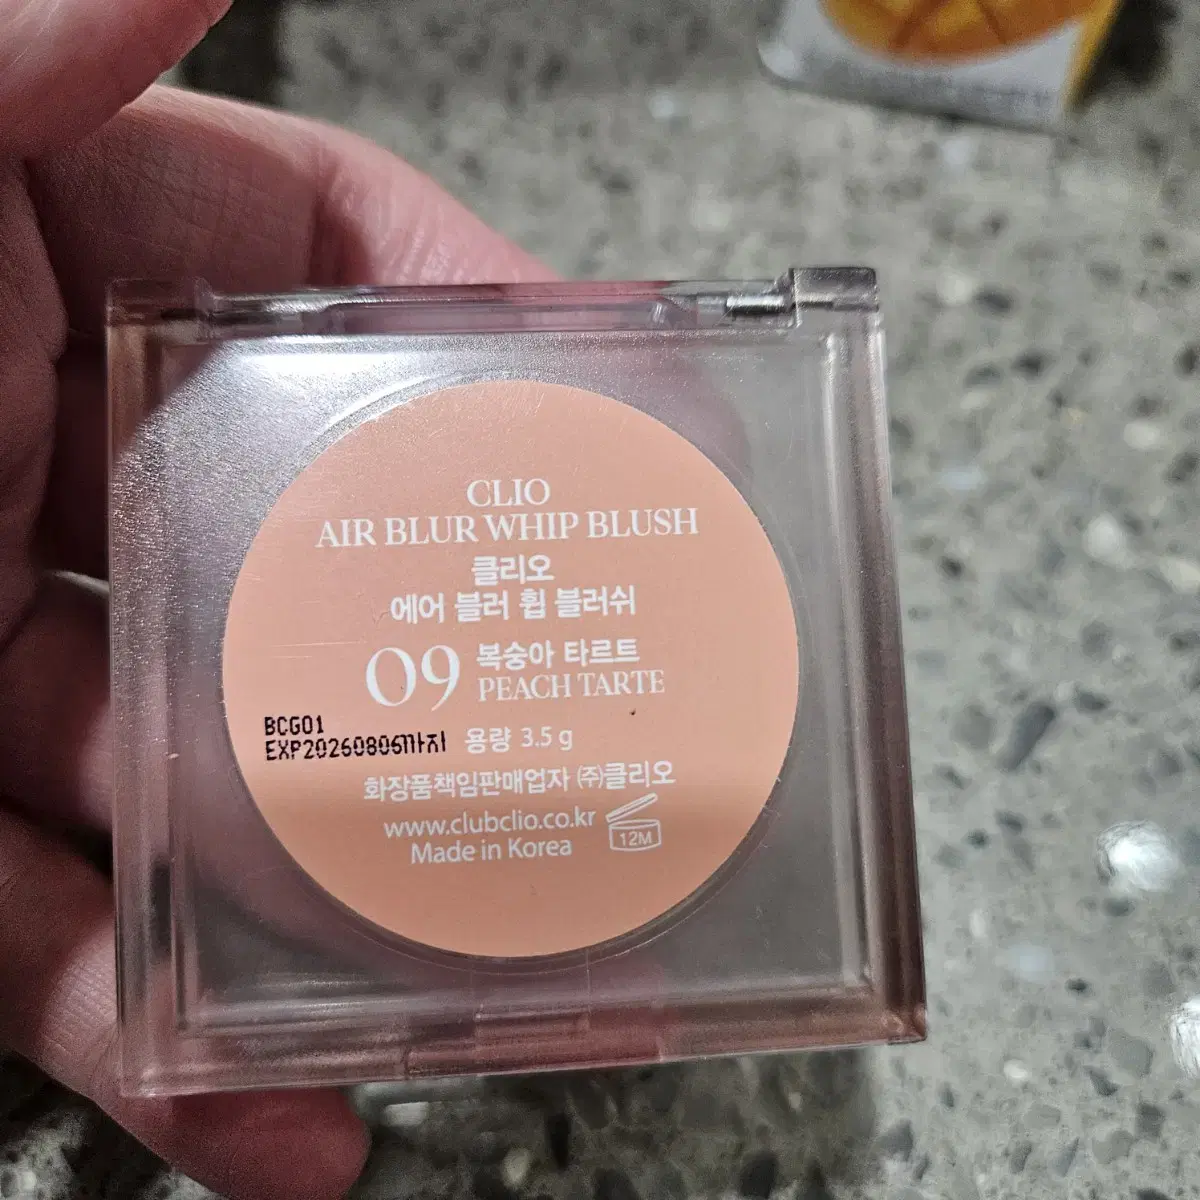 CLIO
AIR BLUR WHIP BLUSH
클리오
에어 블러 휩 블러쉬
09 복숭아 타르트
PEACH TARTE
BCG01
EXP20260806까지 용량 3.5 g
화장품책임판매업자 ㈜클리오
www.clubclio.co.kr
12M
Made in Korea